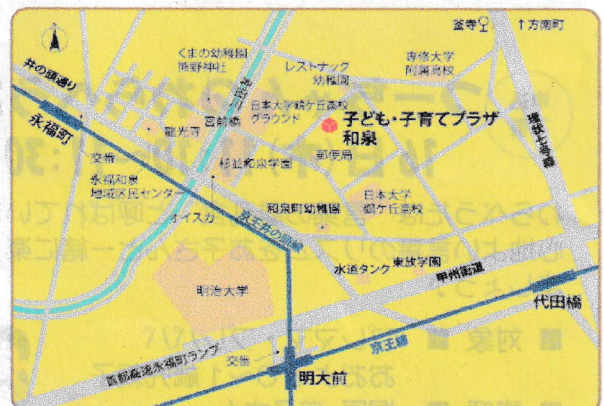 釜寺
↑方南町
くまの幼稚園
熊野神社
レストナック
幼稚園
専修大学
附属高校
井の頭通り
永福町
神田川
宮前橋
日本大学鶴ケ丘高校
グラウンド
子ども・子育てプラザ
和泉
環状七号線
龍光寺
交番
杉並和泉学園
郵便局
永福和泉
地域区民センター
オイスカ
和泉町幼稚園
日本大学
鶴ケ丘高校
京王井の頭線
水道タンク
東放学園
甲州街道
明治大学
代田橋
首都高速永福町ランプ
交番
京王線
明大前